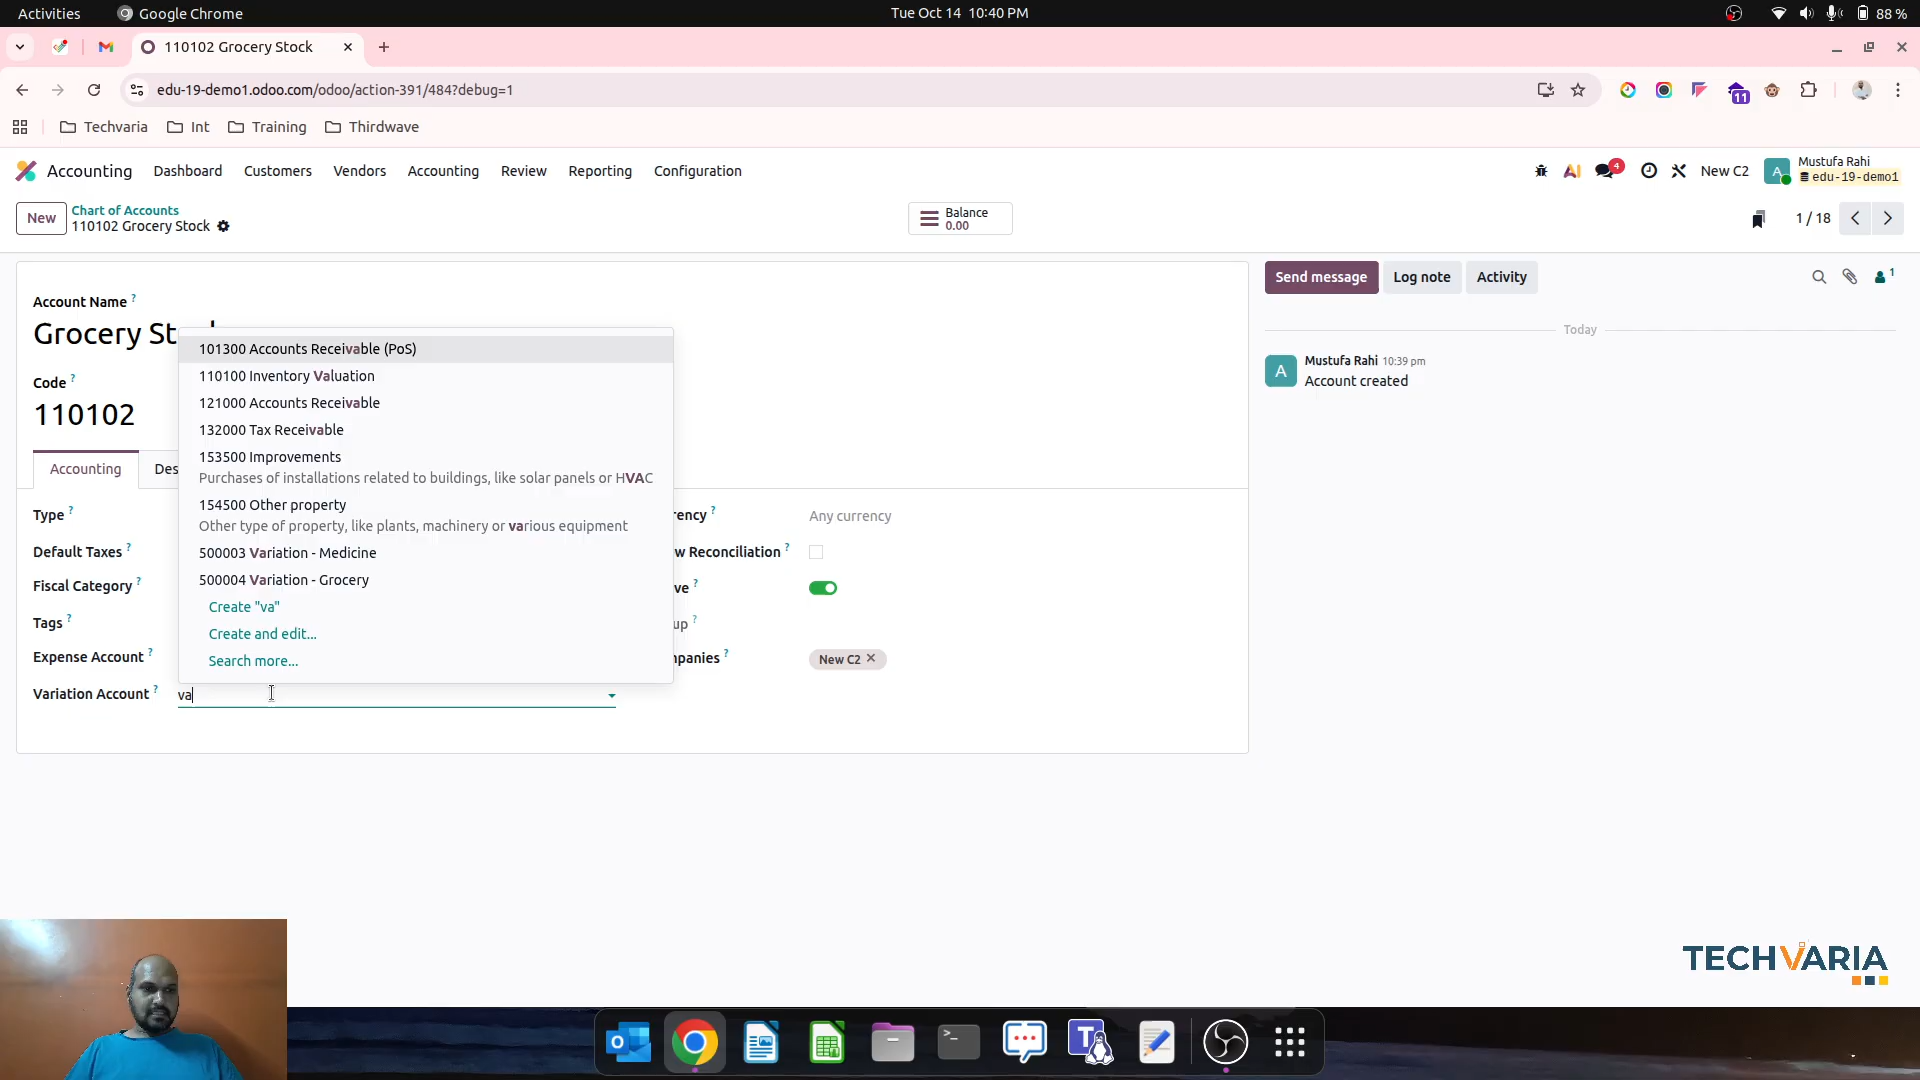 Activities
Google Chrome
Tue Oct 14 10:40 PM
88 %
110102 Grocery Stock
edu-19-demo1.odoo.com/odoo/action-391/484?debug=1
11
Techvaria
Int
Training
Thirdwave
Accounting
Dashboard
Customers
Vendors
Accounting
Review
Reporting
Configuration
4
New C2
A
Mustufa Rahi
edu-19-demo1
New
Chart of Accounts
110102 Grocery Stock
Balance
0.00
1 / 18
Account Name ?
Grocery St
Code ?
110102
Accounting
Des
Type ?
Default Taxes ?
Fiscal Category ?
Tags ?
Expense Account ?
Variation Account ?
va
101300 Accounts Receivable (PoS)
110100 Inventory Valuation
121000 Accounts Receivable
132000 Tax Receivable
153500 Improvements
Purchases of installations related to buildings, like solar panels or HVAC
154500 Other property
Other type of property, like plants, machinery or various equipment
500003 Variation - Medicine
500004 Variation - Grocery
Create "va"
Create and edit...
Search more...
rency ?
Any currency
w Reconciliation ?
ve ?
up ?
mpanies ?
New C2
Send message
Log note
Activity
1
Today
A
Mustufa Rahi 10:39 pm
Account created
TECHVARIA